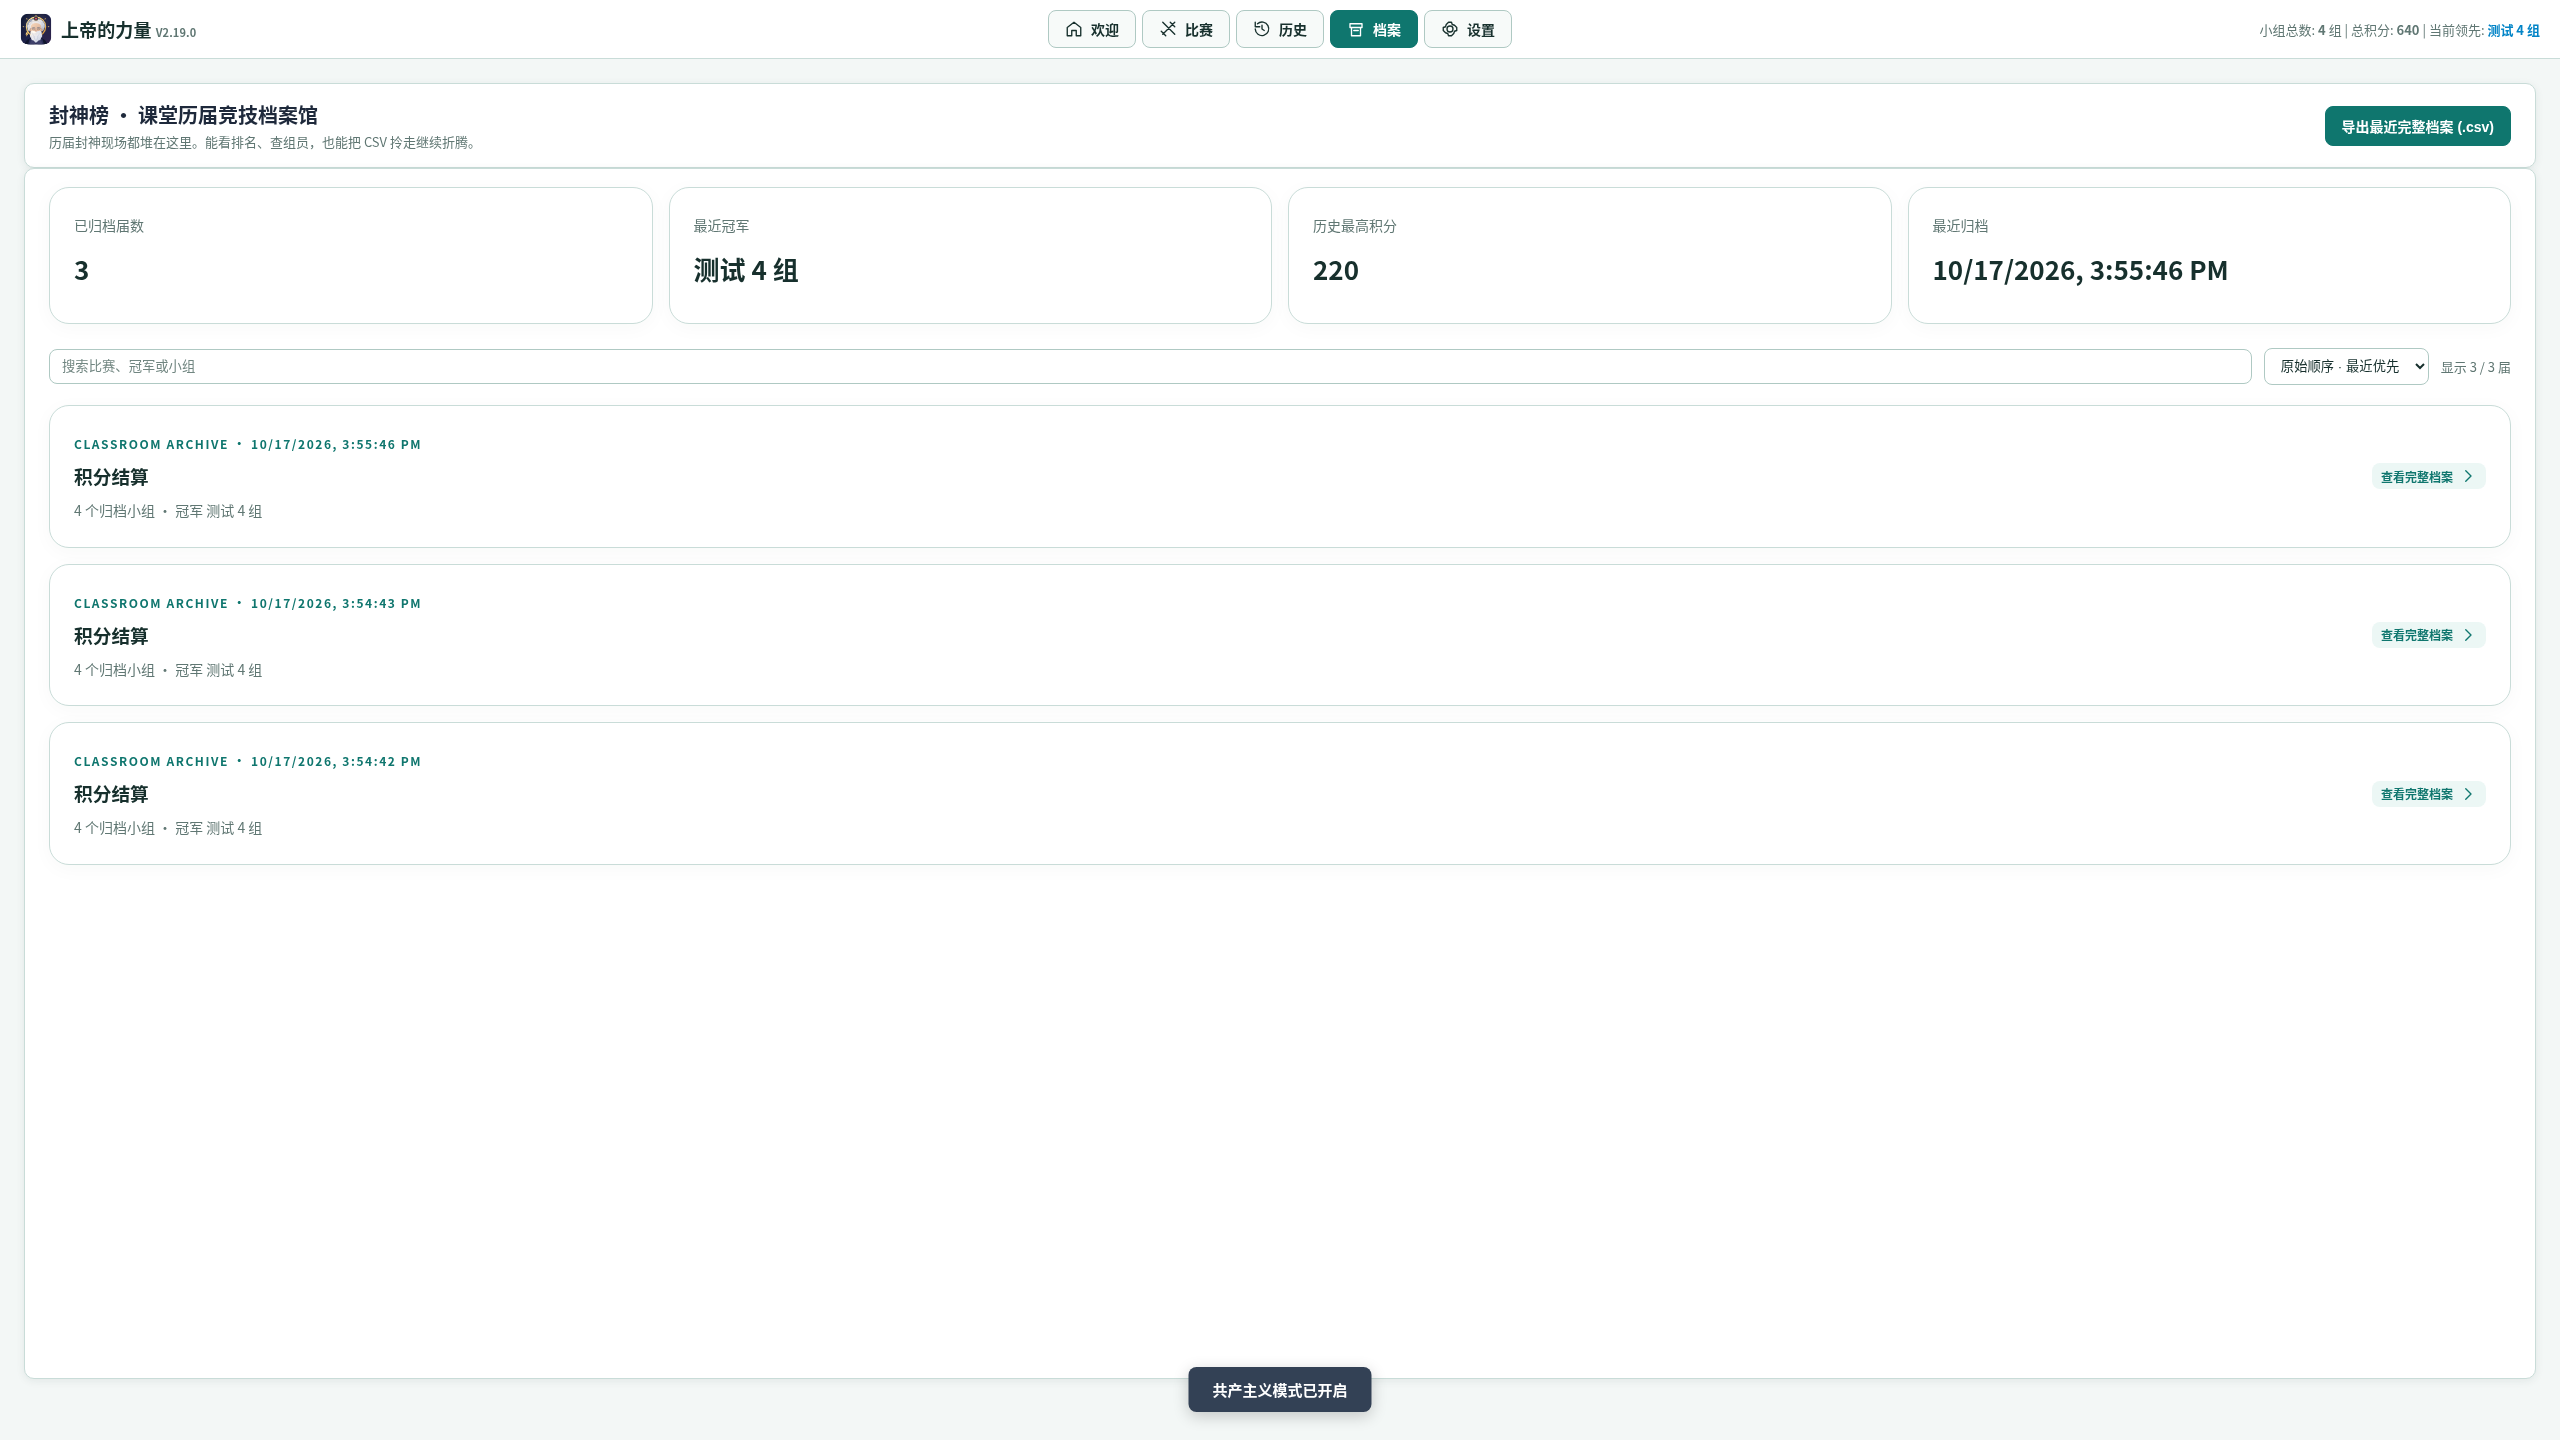 上帝的力量 V2.19.0
欢迎
比赛
历史
档案
设置
小组总数: 4 组 | 总积分: 640 | 当前领先: 测试 4 组
封神榜 · 课堂历届竞技档案馆
历届封神现场都堆在这里。能看排名、查组员，也能把 CSV 拎走继续折腾。
导出最近完整档案 (.csv)
已归档届数
3
最近冠军
测试 4 组
历史最高积分
220
最近归档
10/17/2026, 3:55:46 PM
搜索比赛、冠军或小组
原始顺序 · 最近优先
显示 3 / 3 届
CLASSROOM ARCHIVE · 10/17/2026, 3:55:46 PM
积分结算
4 个归档小组 · 冠军 测试 4 组
查看完整档案
CLASSROOM ARCHIVE · 10/17/2026, 3:54:43 PM
积分结算
4 个归档小组 · 冠军 测试 4 组
查看完整档案
CLASSROOM ARCHIVE · 10/17/2026, 3:54:42 PM
积分结算
4 个归档小组 · 冠军 测试 4 组
查看完整档案
共产主义模式已开启